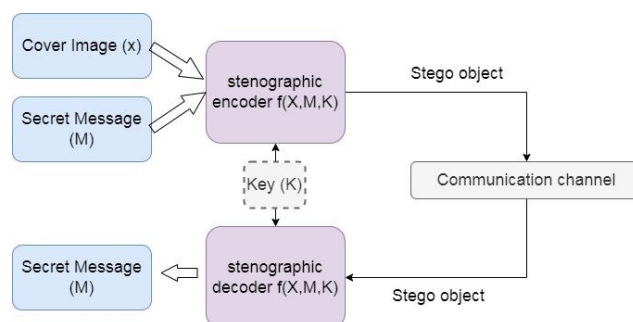 Cover Image (x)
Secret Message
(M)
stenographic
encoder f(X,M,K)
Stego object
Key (K)
Communication channel
Secret Message
(M)
stenographic
decoder f(X,M,K)
Stego object